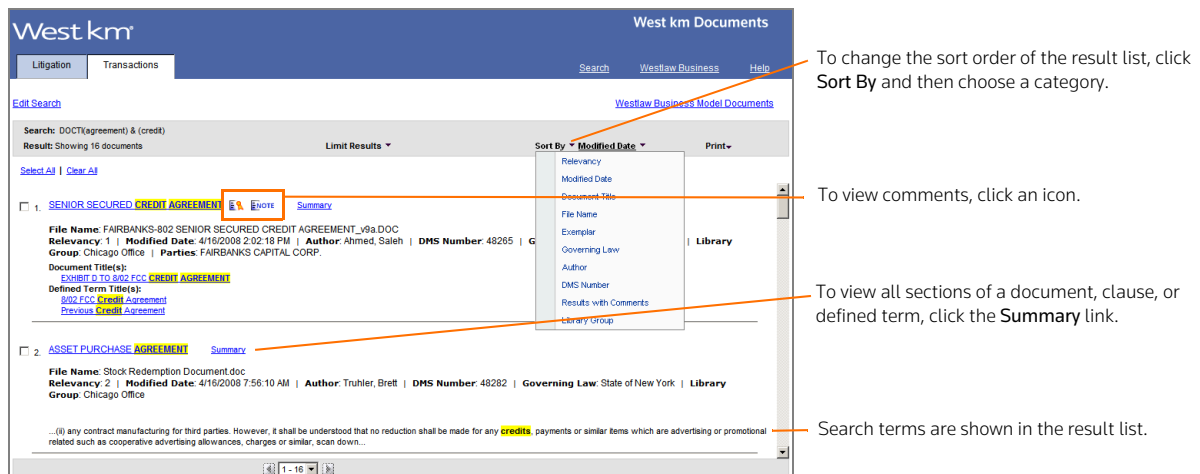 West km
West km Documents
Litigation Transactions Search Westlaw Business Help
Edit Search Westlaw Business Model Documents
Search: DOCTI(agreement) & (credit)
Result: Showing 16 documents Limit Results Sort By Modified Date Print
Select All | Clear All
Relevancy
Modified Date
Document Title
File Name
Exemplar
Governing Law
Author
DMS Number
Results with Comments
Library Group
1. SENIOR SECURED CREDIT AGREEMENT NOTE Summary
File Name: FAIRBANKS-802 SENIOR SECURED CREDIT AGREEMENT_v9a.DOC
Relevancy: 1 | Modified Date: 4/16/2008 2:02:18 PM | Author: Ahmed, Saleh | DMS Number: 48265 | G | Library
Group: Chicago Office | Parties: FAIRBANKS CAPITAL CORP.
Document Title(s):
EXHIBIT D TO 8/02 FCC CREDIT AGREEMENT
Defined Term Title(s):
8/02 FCC Credit Agreement
Previous Credit Agreement
2. ASSET PURCHASE AGREEMENT Summary
File Name: Stock Redemption Document.doc
Relevancy: 2 | Modified Date: 4/16/2008 7:56:10 AM | Author: Truhler, Brett | DMS Number: 48282 | Governing Law: State of New York | Library
Group: Chicago Office
...(ii) any contract manufacturing for third parties. However, it shall be understood that no reduction shall be made for any credits, payments or similar items which are advertising or promotional
related such as cooperative advertising allowances, charges or similar, scan down...
1 - 16
To change the sort order of the result list, click
Sort By and then choose a category.
To view comments, click an icon.
To view all sections of a document, clause, or
defined term, click the Summary link.
Search terms are shown in the result list.